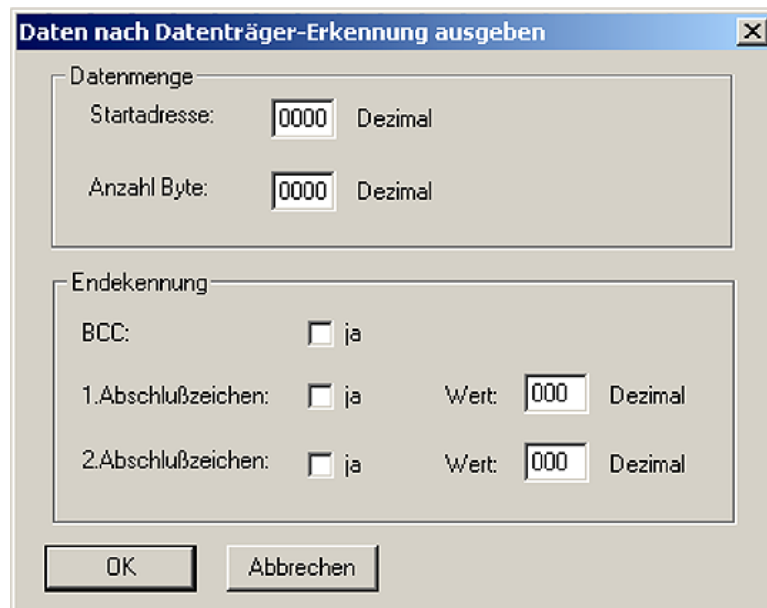 Daten nach Datenträger-Erkennung ausgeben
Datenmenge
Startadresse: 0000 Dezimal
Anzahl Byte: 0000 Dezimal
Endekennung
BCC: ja
1.Abschlußzeichen: ja Wert: 000 Dezimal
2.Abschlußzeichen: ja Wert: 000 Dezimal
OK Abbrechen